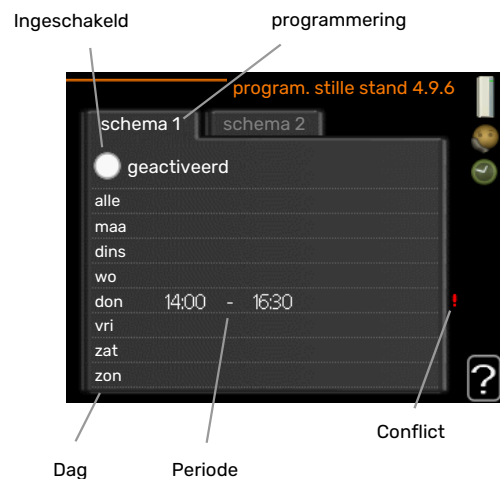 Ingeschakeld
programmering
program. stille stand 4.9.6
schema 1
schema 2
geactiveerd
alle
maa
dins
wo
don 14:00 - 16:30 !
vri
zat
zon
?
Conflict
Dag
Periode